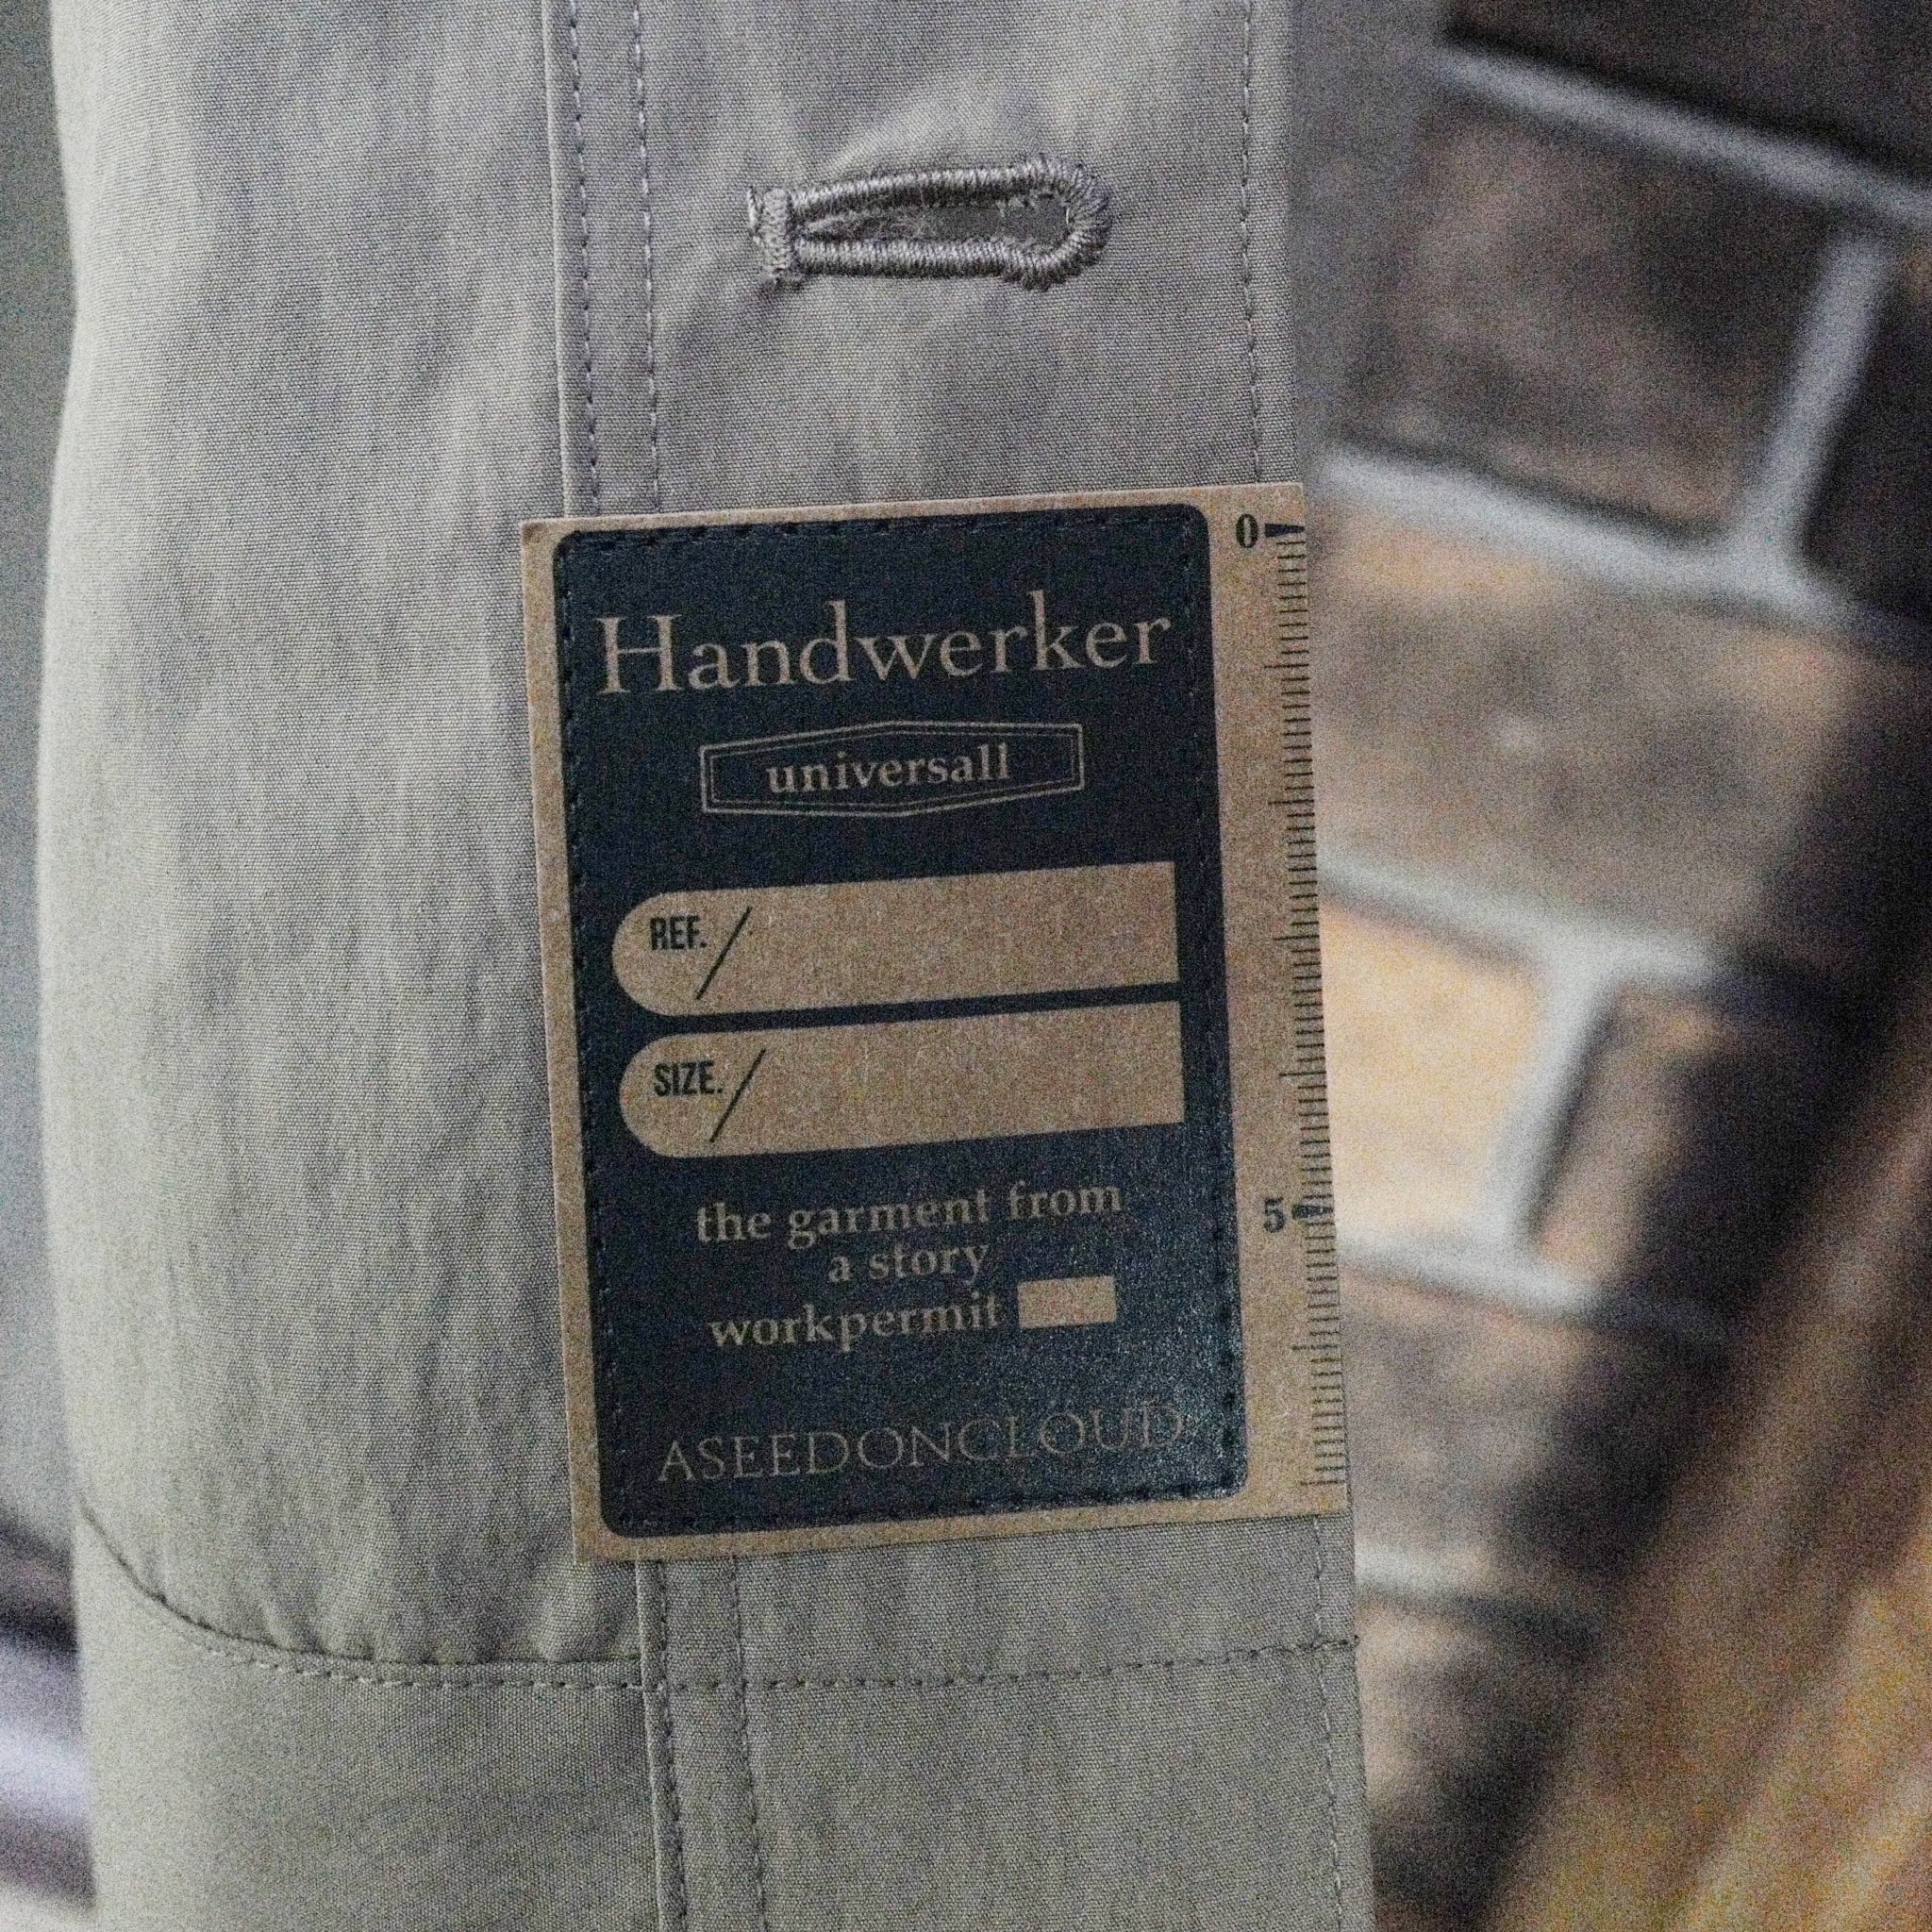 0
Handwerker
universall
REF./
SIZE./
the garment from
a story
workpermit
5
ASEEDONCLOUD